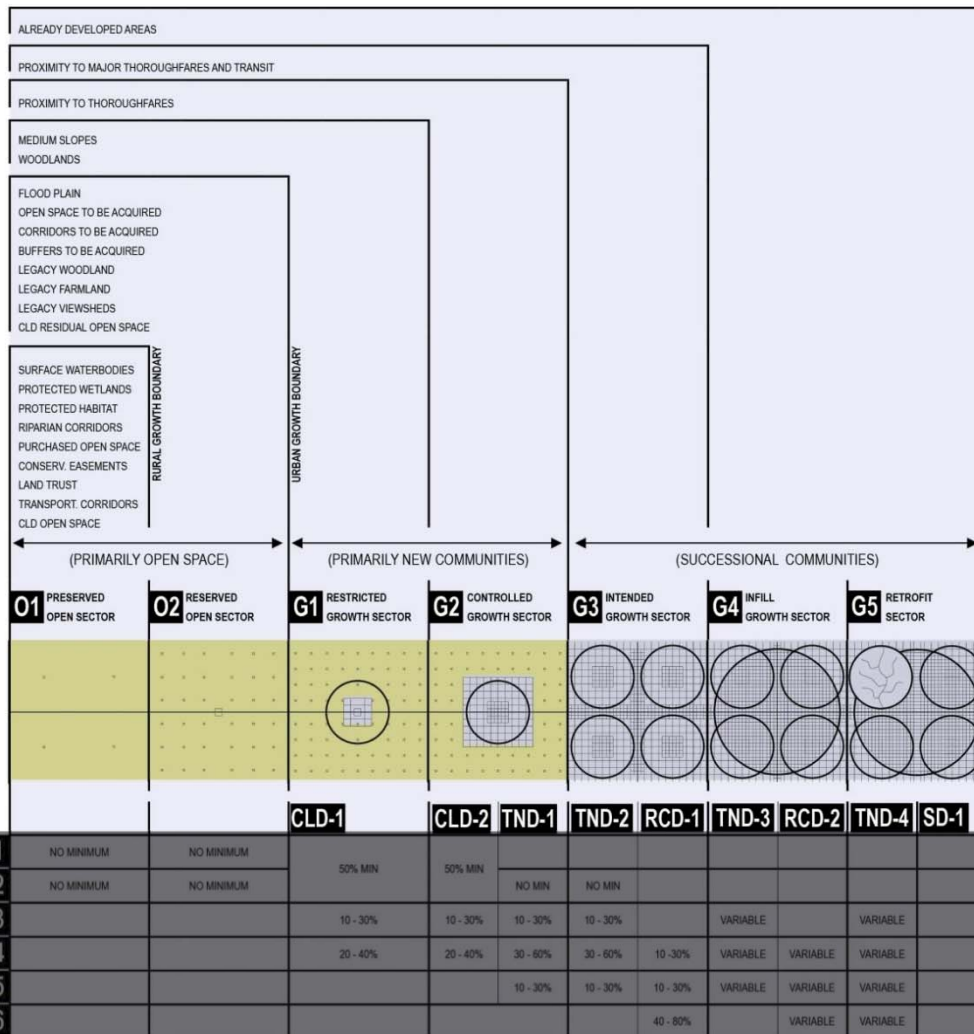 ALREADY DEVELOPED AREAS
PROXIMITY TO MAJOR THOROUGHFARES AND TRANSIT
PROXIMITY TO THOROUGHFARES
MEDIUM SLOPES
WOODLANDS
FLOOD PLAIN
OPEN SPACE TO BE ACQUIRED
CORRIDORS TO BE ACQUIRED
BUFFERS TO BE ACQUIRED
LEGACY WOODLAND
LEGACY FARMLAND
LEGACY VIEWSHEDS
CLD RESIDUAL OPEN SPACE
SURFACE WATERBODIES
PROTECTED WETLANDS
PROTECTED HABITAT
RIPARIAN CORRIDORS
PURCHASED OPEN SPACE
CONSERV. EASEMENTS
LAND TRUST
TRANSPORT. CORRIDORS
CLD OPEN SPACE
RURAL GROWTH BOUNDARY
URBAN GROWTH BOUNDARY
(PRIMARILY OPEN SPACE) (PRIMARILY NEW COMMUNITIES) (SUCCESSIONAL COMMUNITIES)
O1 PRESERVED OPEN SECTOR
O2 RESERVED OPEN SECTOR
G1 RESTRICTED GROWTH SECTOR
G2 CONTROLLED GROWTH SECTOR
G3 INTENDED GROWTH SECTOR
G4 INFILL GROWTH SECTOR
G5 RETROFIT SECTOR
CLD-1 CLD-2 TND-1 TND-2 RCD-1 TND-3 RCD-2 TND-4 SD-1
NO MINIMUM NO MINIMUM
50% MIN 50% MIN
NO MINIMUM NO MINIMUM NO MIN NO MIN
10 - 30% 10 - 30% 10 - 30% 10 - 30% VARIABLE VARIABLE
20 - 40% 20 - 40% 30 - 60% 30 - 60% 10 -30% VARIABLE VARIABLE VARIABLE
10 - 30% 10 - 30% 10 - 30% VARIABLE VARIABLE VARIABLE
40 - 80% VARIABLE VARIABLE